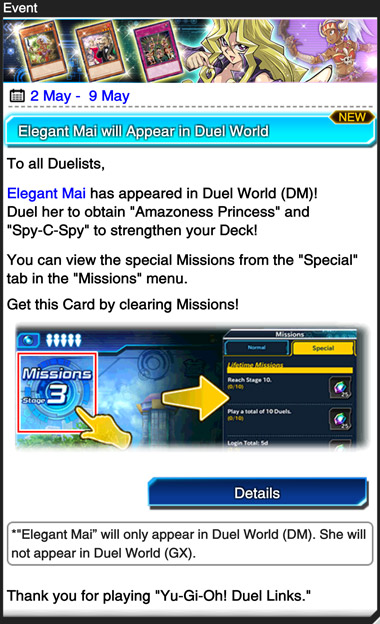 Event
2 May - 9 May
NEW
Elegant Mai will Appear in Duel World
To all Duelists,
Elegant Mai has appeared in Duel World (DM)!
Duel her to obtain "Amazoness Princess" and
"Spy-C-Spy" to strengthen your Deck!
You can view the special Missions from the "Special"
tab in the "Missions" menu.
Get this Card by clearing Missions!
Missions
Stage 3
Missions
Normal
Special
Lifetime Missions
Reach Stage 10.
(0/10)
25
Play a total of 10 Duels.
(0/10)
25
Login Total: 5d
Details
*"Elegant Mai” will only appear in Duel World (DM). She will
not appear in Duel World (GX).
Thank you for playing "Yu-Gi-Oh! Duel Links."